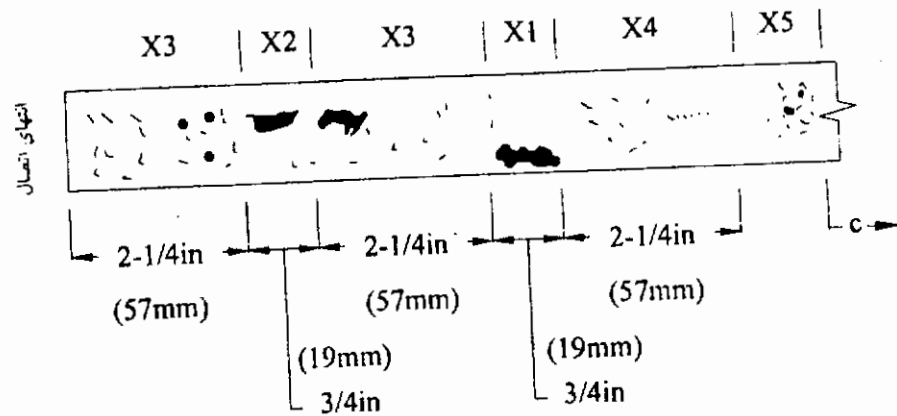 X3 X2 X3 X1 X4 X5
انتهای اتصال
2-1/4in 2-1/4in 2-1/4in c
(57mm) (57mm) (57mm)
(19mm) (19mm)
3/4in 3/4in